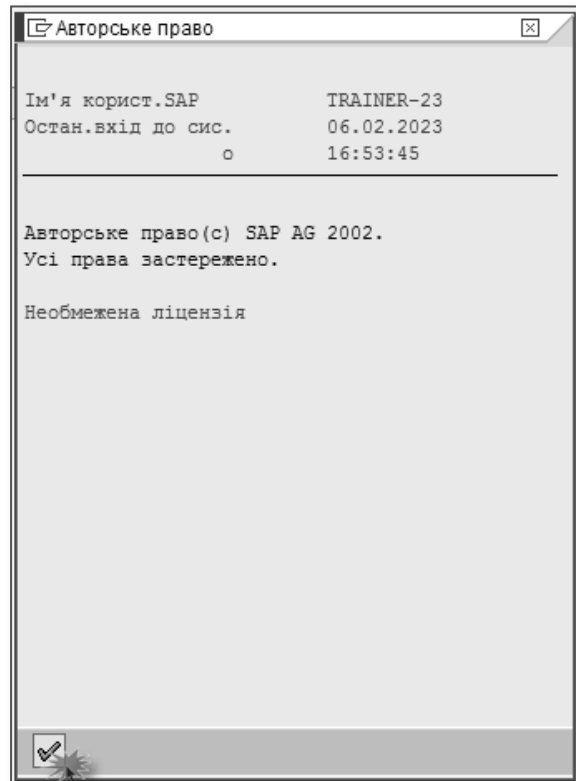 Авторське право
Ім'я корист.SAP TRAINER-23
Остан.вхід до сис. 06.02.2023
о 16:53:45
Авторське право(c) SAP AG 2002.
Усі права застережено.
Необмежена ліцензія